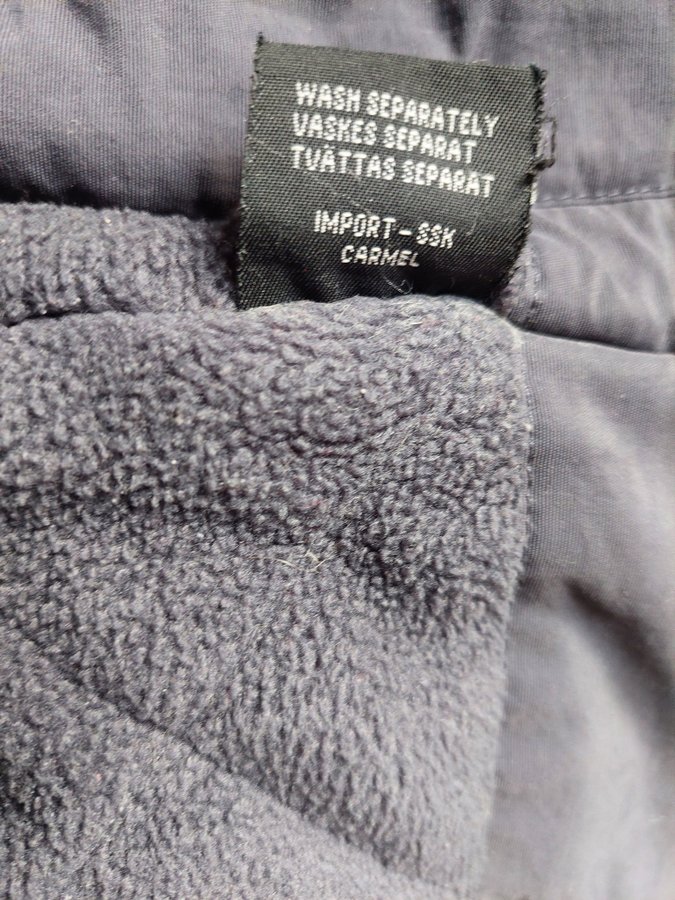 WASH SEPARATELY
VASKES SEPARAT
TVÄTTAS SEPARAT
IMPORT - SSK
CARMEL